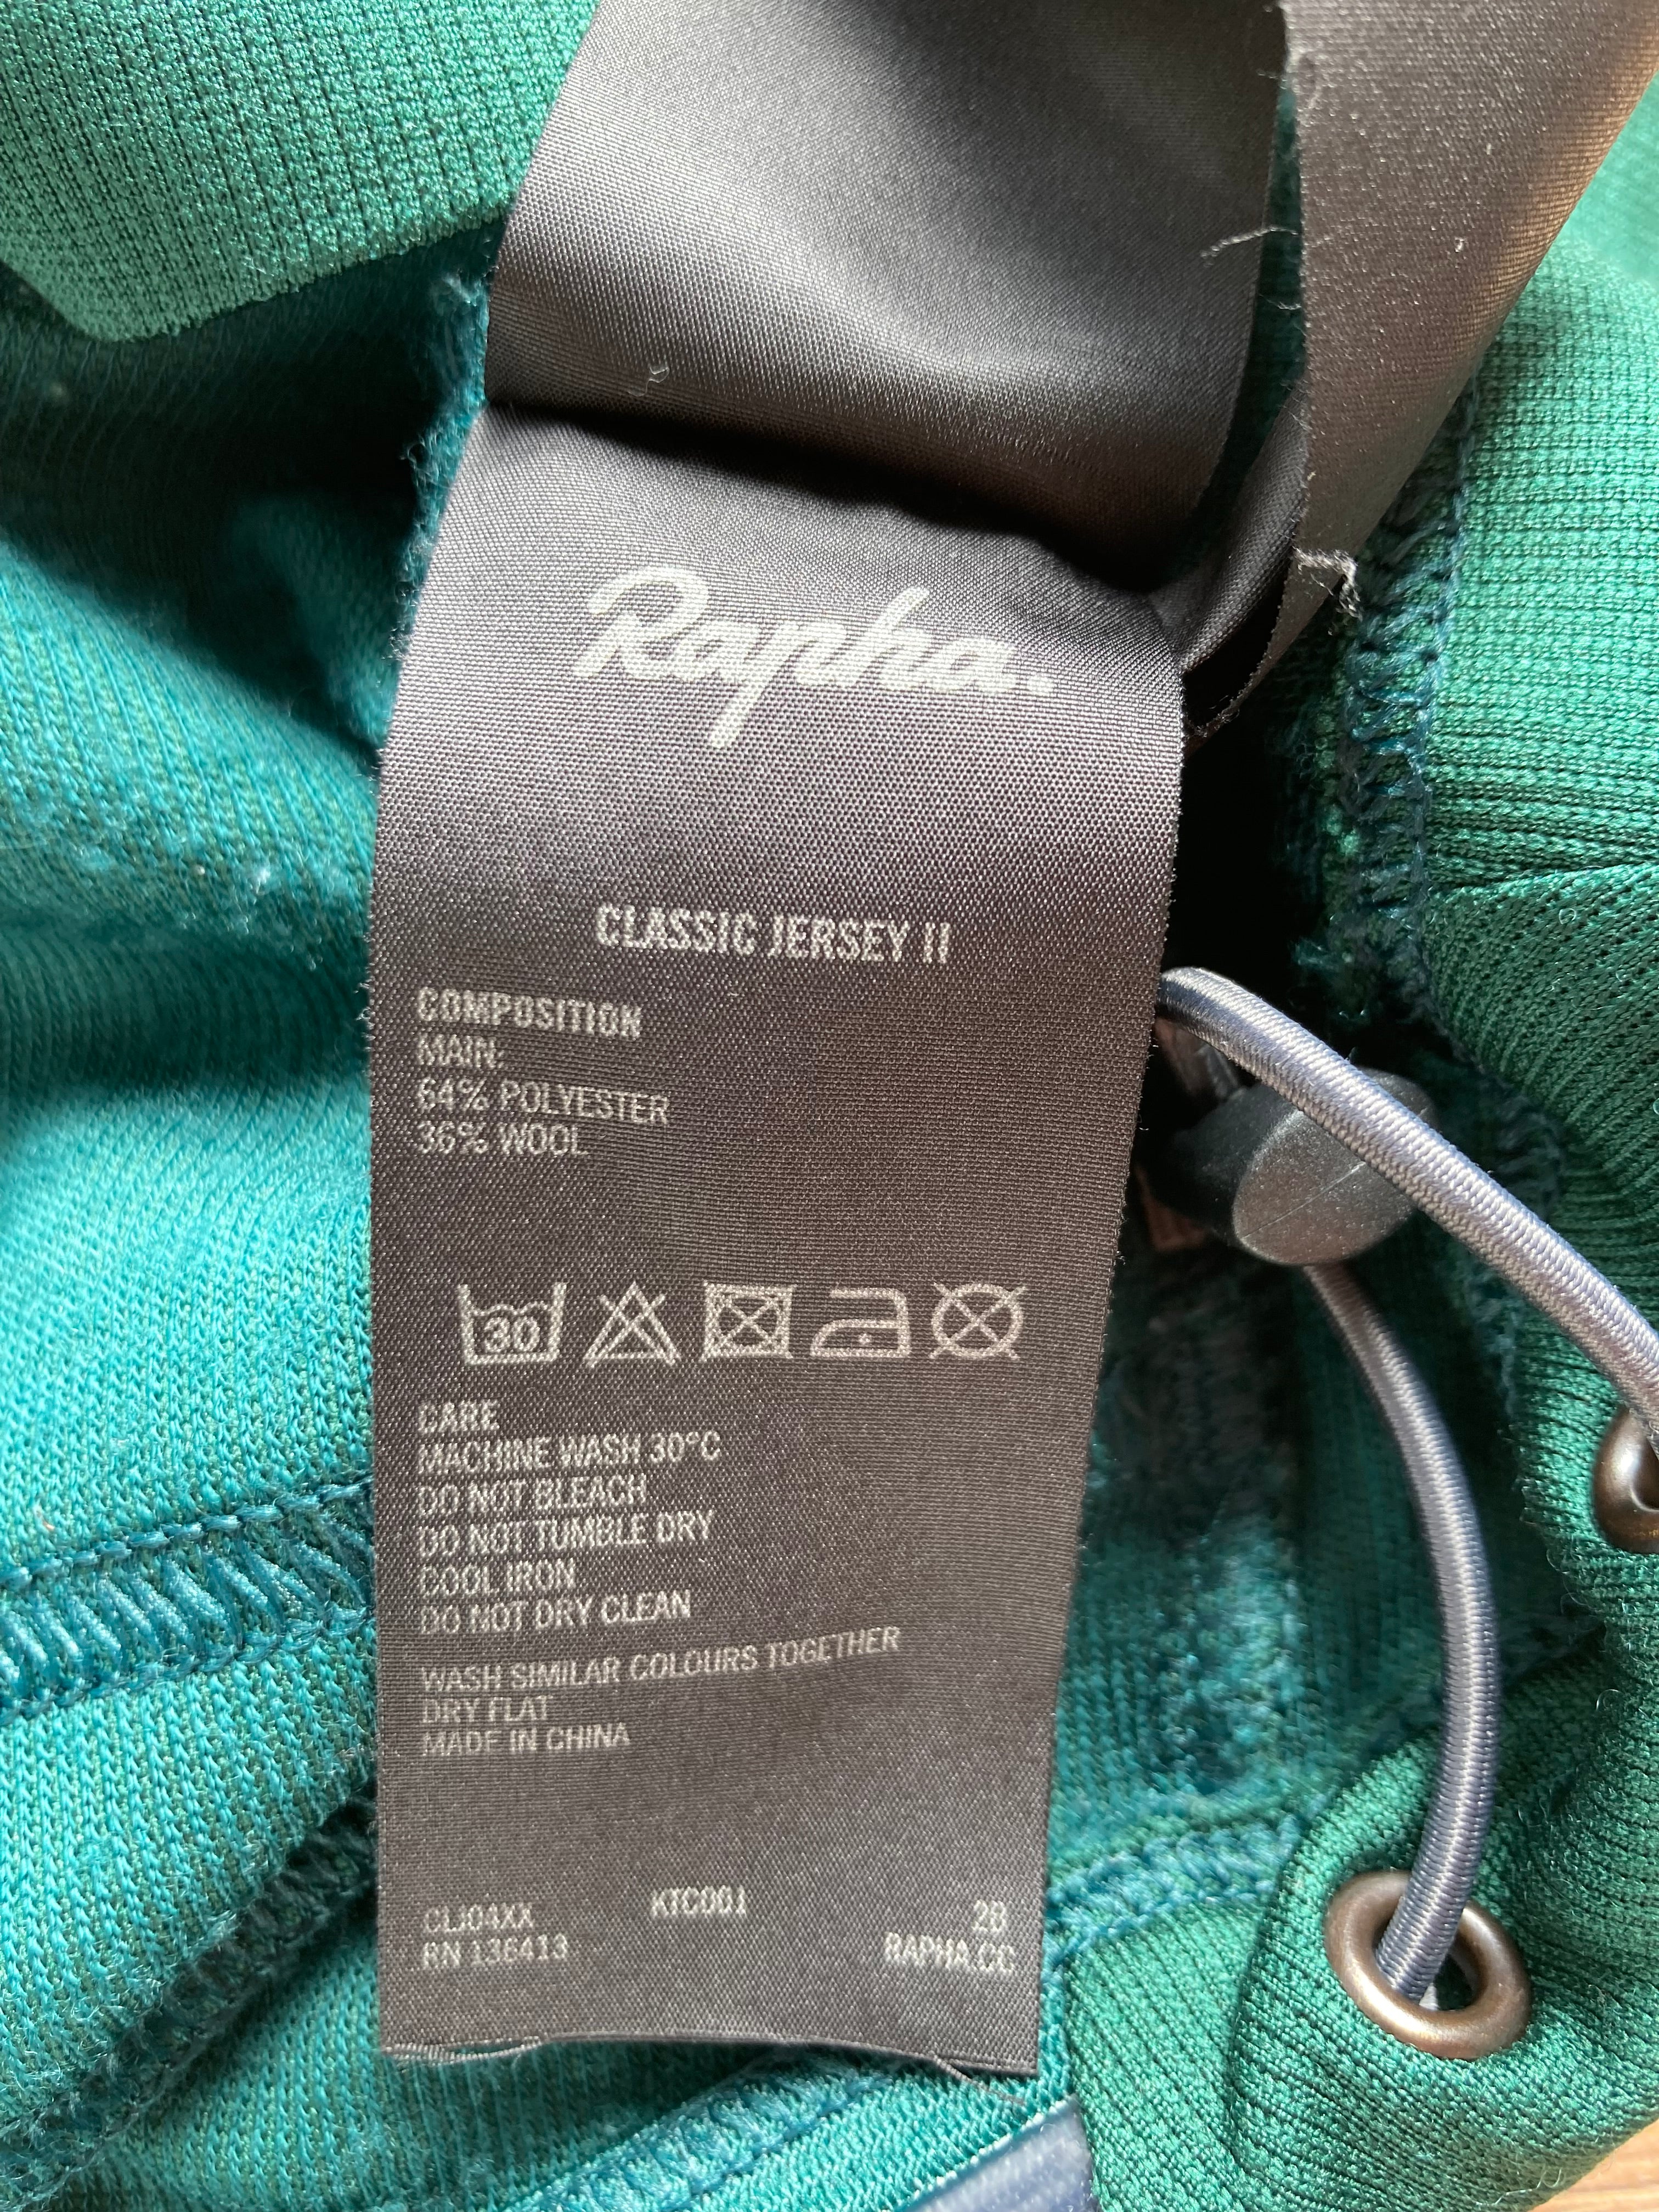 Rapha.
CLASSIC JERSEY II
COMPOSITION
MAIN:
64% POLYESTER
36% WOOL
30
CARE
MACHINE WASH 30°C
DO NOT BLEACH
DO NOT TUMBLE DRY
COOL IRON
DO NOT DRY CLEAN
WASH SIMILAR COLOURS TOGETHER
DRY FLAT
MADE IN CHINA
CLJ04XX KTC001 28
RN 136413 RAPHA.CC